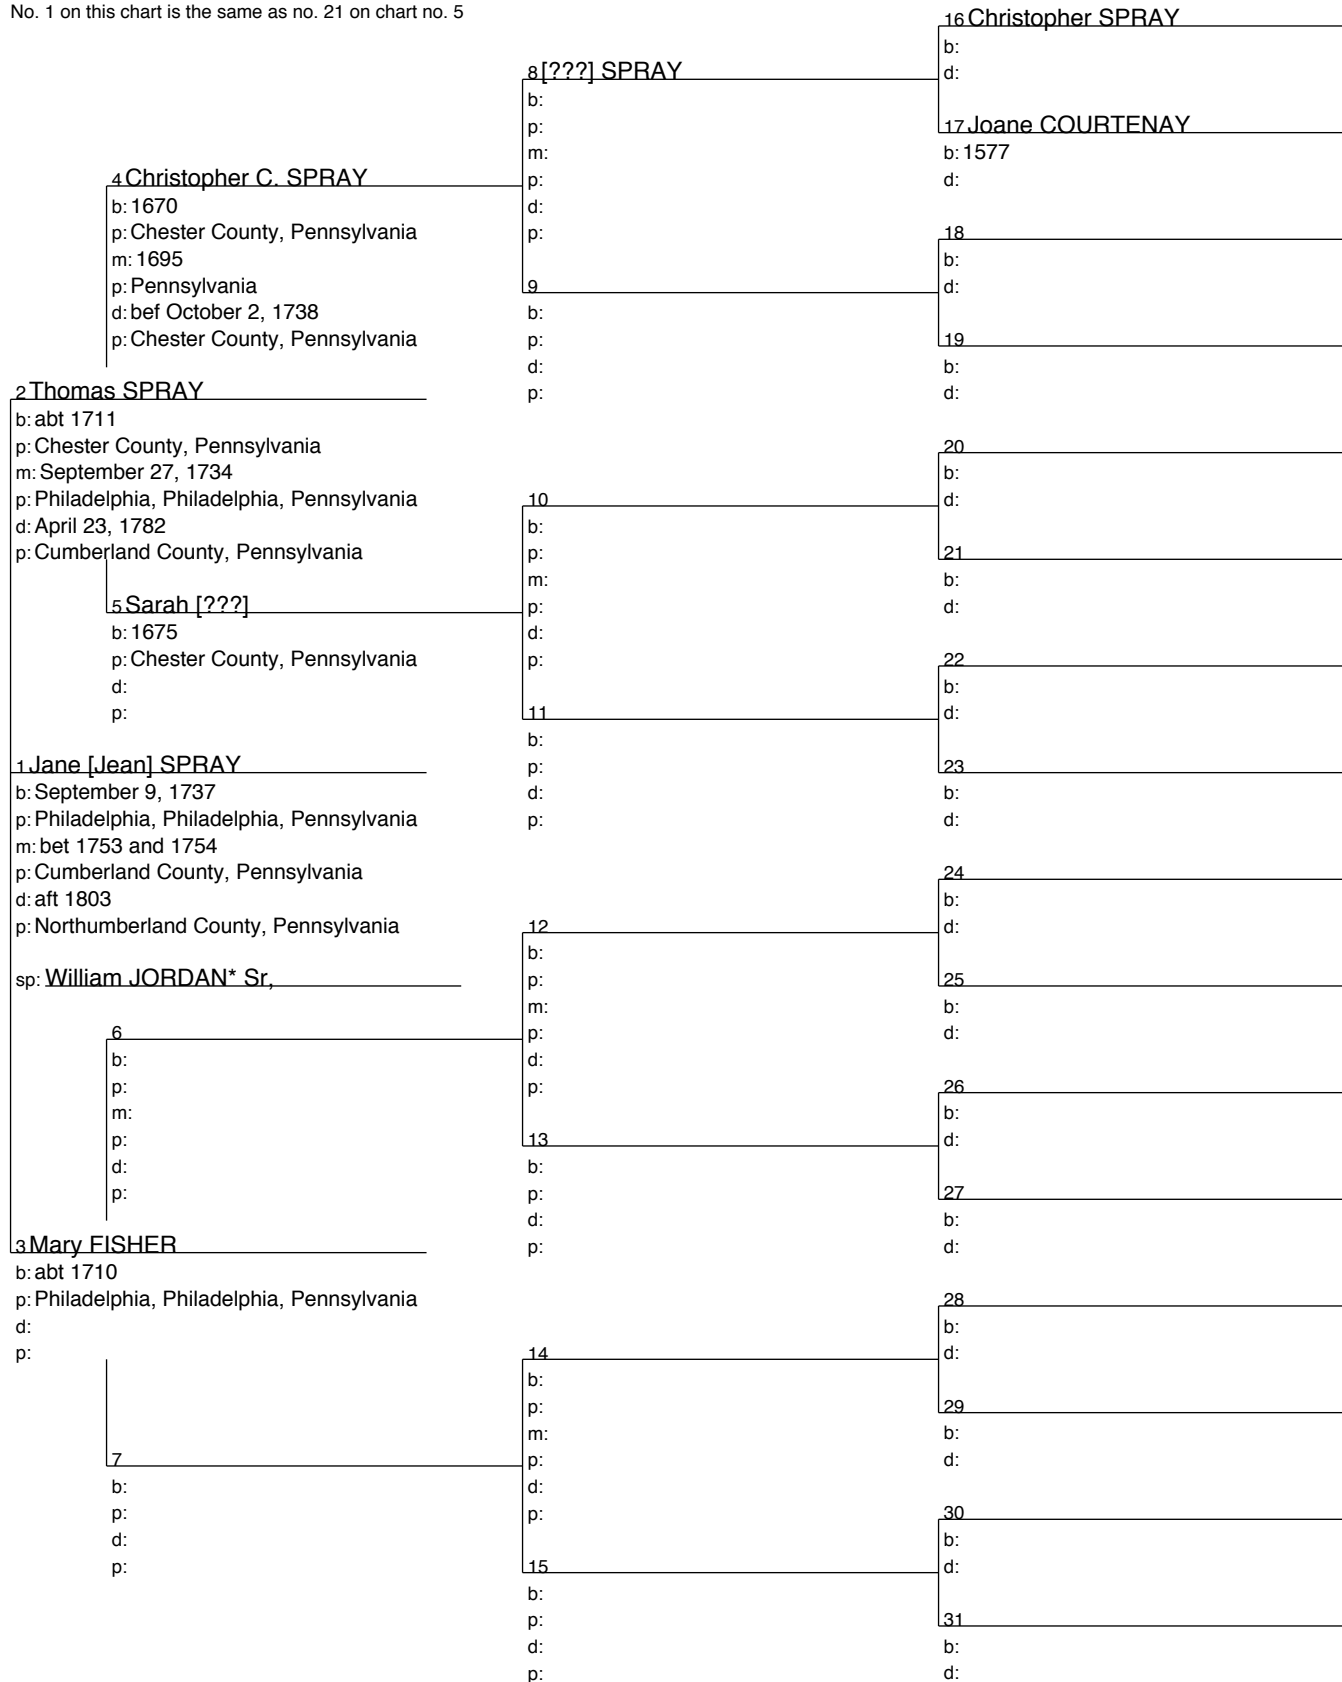 No. 1 on this chart is the same as no. 21 on chart no. 5
16 Christopher SPRAY
b:
d:
8 [???] SPRAY
b:
p:
m:
p:
d:
p:
17 Joane COURTENAY
b: 1577
d:
4 Christopher C. SPRAY
b: 1670
p: Chester County, Pennsylvania
m: 1695
p: Pennsylvania
d: bef October 2, 1738
p: Chester County, Pennsylvania
18
b:
d:
9
b:
p:
d:
p:
19
b:
d:
2 Thomas SPRAY
b: abt 1711
p: Chester County, Pennsylvania
m: September 27, 1734
p: Philadelphia, Philadelphia, Pennsylvania
d: April 23, 1782
p: Cumberland County, Pennsylvania
20
b:
d:
10
b:
p:
m:
p:
d:
p:
21
b:
d:
5 Sarah [???]
b: 1675
p: Chester County, Pennsylvania
d:
p:
22
b:
d:
11
b:
p:
d:
p:
23
b:
d:
1 Jane [Jean] SPRAY
b: September 9, 1737
p: Philadelphia, Philadelphia, Pennsylvania
m: bet 1753 and 1754
p: Cumberland County, Pennsylvania
d: aft 1803
p: Northumberland County, Pennsylvania
sp: William JORDAN* Sr,
24
b:
d:
12
b:
p:
m:
p:
d:
p:
25
b:
d:
6
b:
p:
m:
p:
d:
p:
26
b:
d:
13
b:
p:
d:
p:
27
b:
d:
3 Mary FISHER
b: abt 1710
p: Philadelphia, Philadelphia, Pennsylvania
d:
p:
28
b:
d:
14
b:
p:
m:
p:
d:
p:
29
b:
d:
7
b:
p:
d:
p:
30
b:
d:
15
b:
p:
d:
p:
31
b:
d: